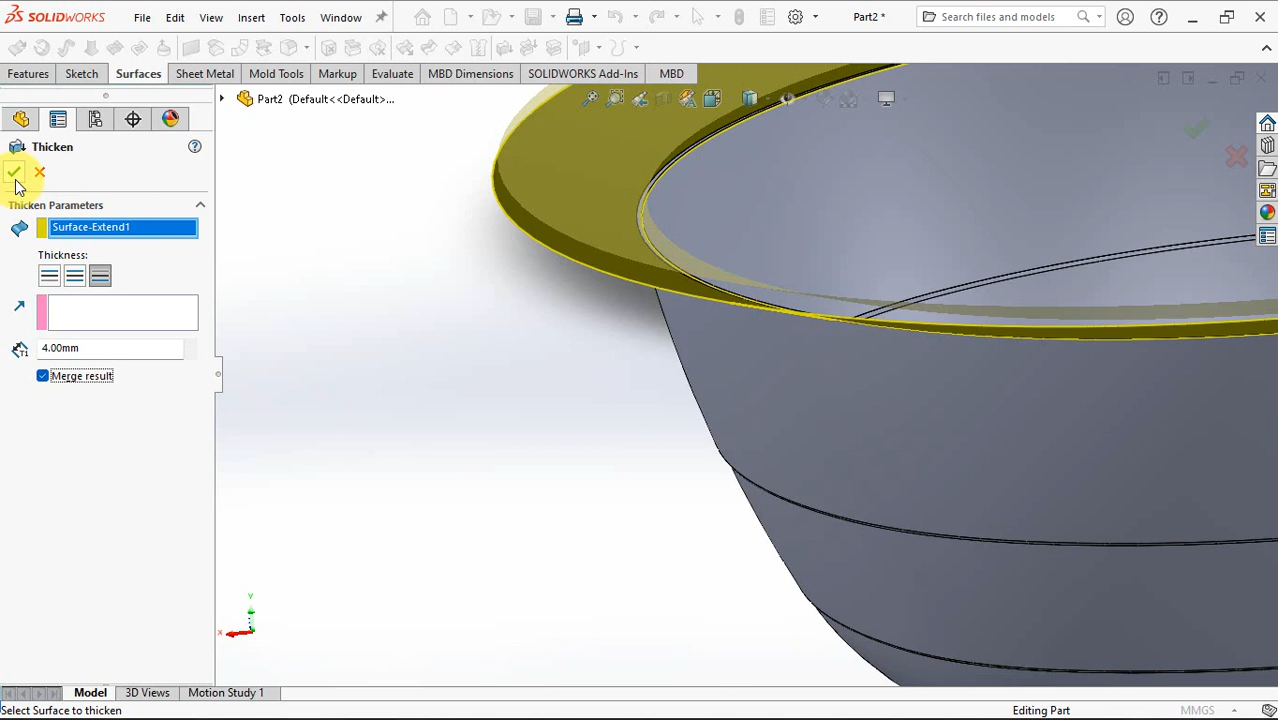 SOLIDWORKS File Edit View Insert Tools Window Part2 * Search files and models
Features Sketch Surfaces Sheet Metal Mold Tools Markup Evaluate MBD Dimensions SOLIDWORKS Add-Ins MBD
Part2 (Default<<Default>...
Thicken
Thicken Parameters
Surface-Extend1
Thickness:
T1 4.00mm
Merge result
Y
X
Model 3D Views Motion Study 1
Select Surface to thicken Editing Part MMGS